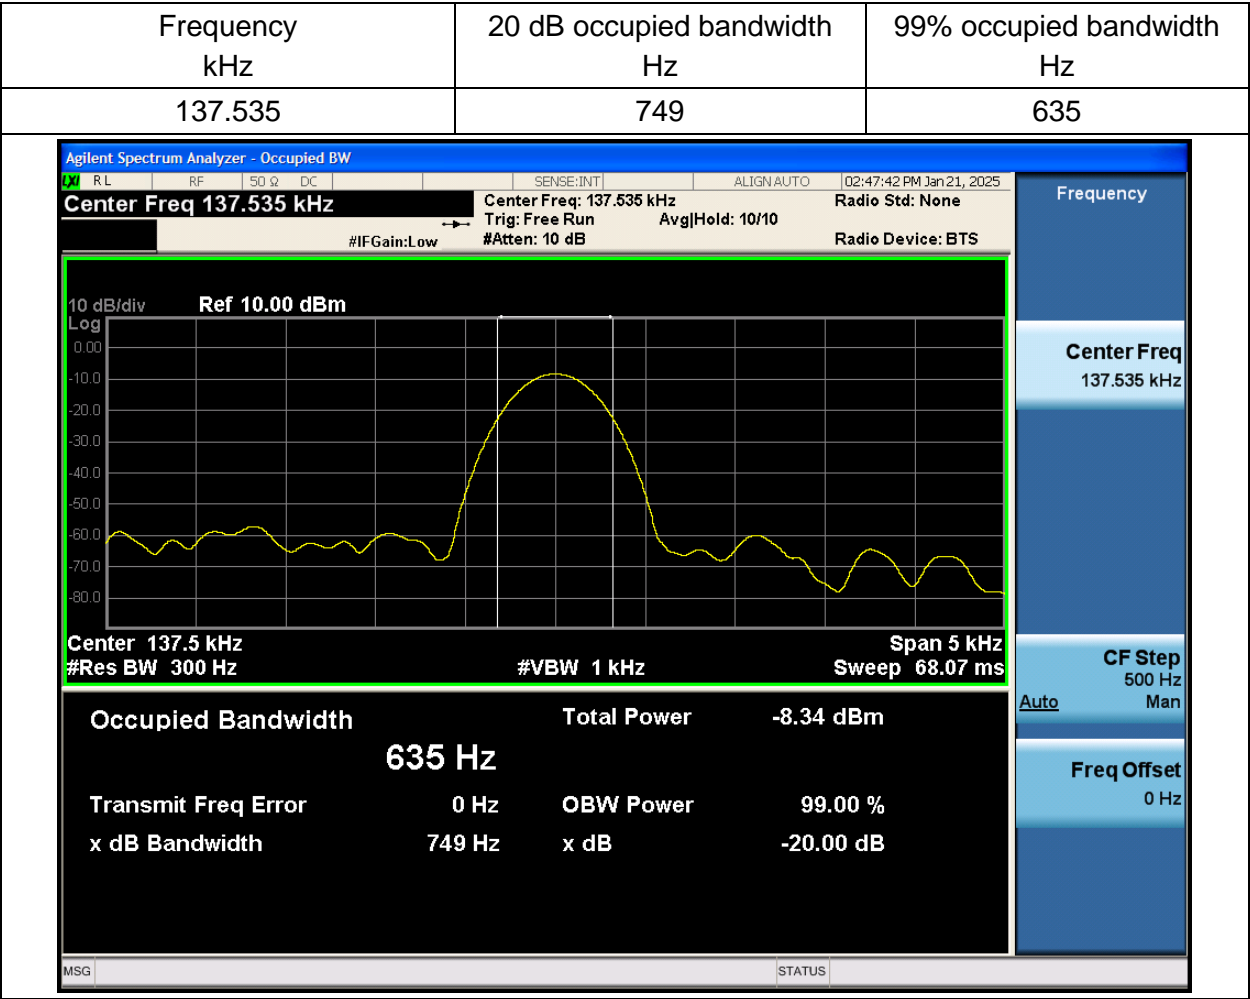 Frequency 20 dB occupied bandwidth 99% occupied bandwidth
kHz Hz Hz
137.535 749 635
Agilent Spectrum Analyzer - Occupied BW
LXI RL RF 50 Ω DC SENSE:INT ALIGN AUTO 02:47:42 PM Jan 21, 2025
Center Freq 137.535 kHz
Center Freq: 137.535 kHz Radio Std: None
Trig: Free Run Avg|Hold: 10/10
#IFGain:Low #Atten: 10 dB Radio Device: BTS
10 dB/div Ref 10.00 dBm
Log
0.00
-10.0
-20.0
-30.0
-40.0
-50.0
-60.0
-70.0
-80.0
Center 137.5 kHz Span 5 kHz
#Res BW 300 Hz #VBW 1 kHz Sweep 68.07 ms
Occupied Bandwidth Total Power -8.34 dBm
635 Hz
Transmit Freq Error 0 Hz OBW Power 99.00 %
x dB Bandwidth 749 Hz x dB -20.00 dB
Frequency
Center Freq
137.535 kHz
CF Step
500 Hz
Auto Man
Freq Offset
0 Hz
MSG STATUS